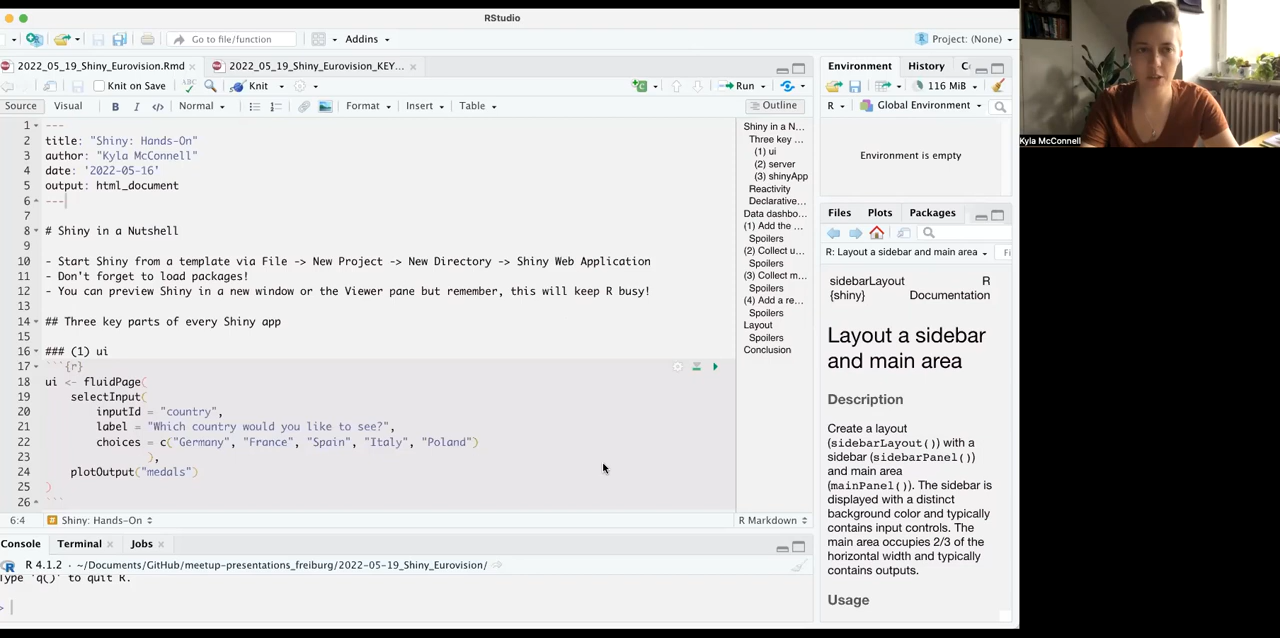 RStudio
Go to file/function
Addins
Project: (None)
2022_05_19_Shiny_Eurovision.Rmd
2022_05_19_Shiny_Eurovision_KEY...
Knit on Save
ABC
Knit
Run
Source
Visual
B
I
</>
Normal
Format
Insert
Table
Outline
1 ---
2 title: "Shiny: Hands-On"
3 author: "Kyla McConnell"
4 date: '2022-05-16'
5 output: html_document
6 ---
7
8 # Shiny in a Nutshell
9
10 - Start Shiny from a template via File -> New Project -> New Directory -> Shiny Web Application
11 - Don't forget to load packages!
12 - You can preview Shiny in a new window or the Viewer pane but remember, this will keep R busy!
13
14 ## Three key parts of every Shiny app
15
16 ### (1) ui
17 ```{r}
18 ui <- fluidPage(
19 selectInput(
20 inputId = "country",
21 label = "Which country would you like to see?",
22 choices = c("Germany", "France", "Spain", "Italy", "Poland")
23 ),
24 plotOutput("medals")
25 )
26 ```
Shiny in a N...
Three key ...
(1) ui
(2) server
(3) shinyApp
Reactivity
Declarative...
Data dashbo...
(1) Add the ...
Spoilers
(2) Collect u...
Spoilers
(3) Collect m...
Spoilers
(4) Add a re...
Spoilers
Layout
Spoilers
Conclusion
6:4
# Shiny: Hands-On
R Markdown
Console
Terminal
Jobs
R 4.1.2 · ~/Documents/GitHub/meetup-presentations_freiburg/2022-05-19_Shiny_Eurovision/
Type 'q()' to quit R.
>
Environment
History
C
116 MiB
R
Global Environment
Environment is empty
Files
Plots
Packages
R: Layout a sidebar and main area
Fi
sidebarLayout R
{shiny} Documentation
Layout a sidebar
and main area
Description
Create a layout
(sidebarLayout()) with a
sidebar (sidebarPanel())
and main area
(mainPanel()). The sidebar is
displayed with a distinct
background color and typically
contains input controls. The
main area occupies 2/3 of the
horizontal width and typically
contains outputs.
Usage
Kyla McConnell